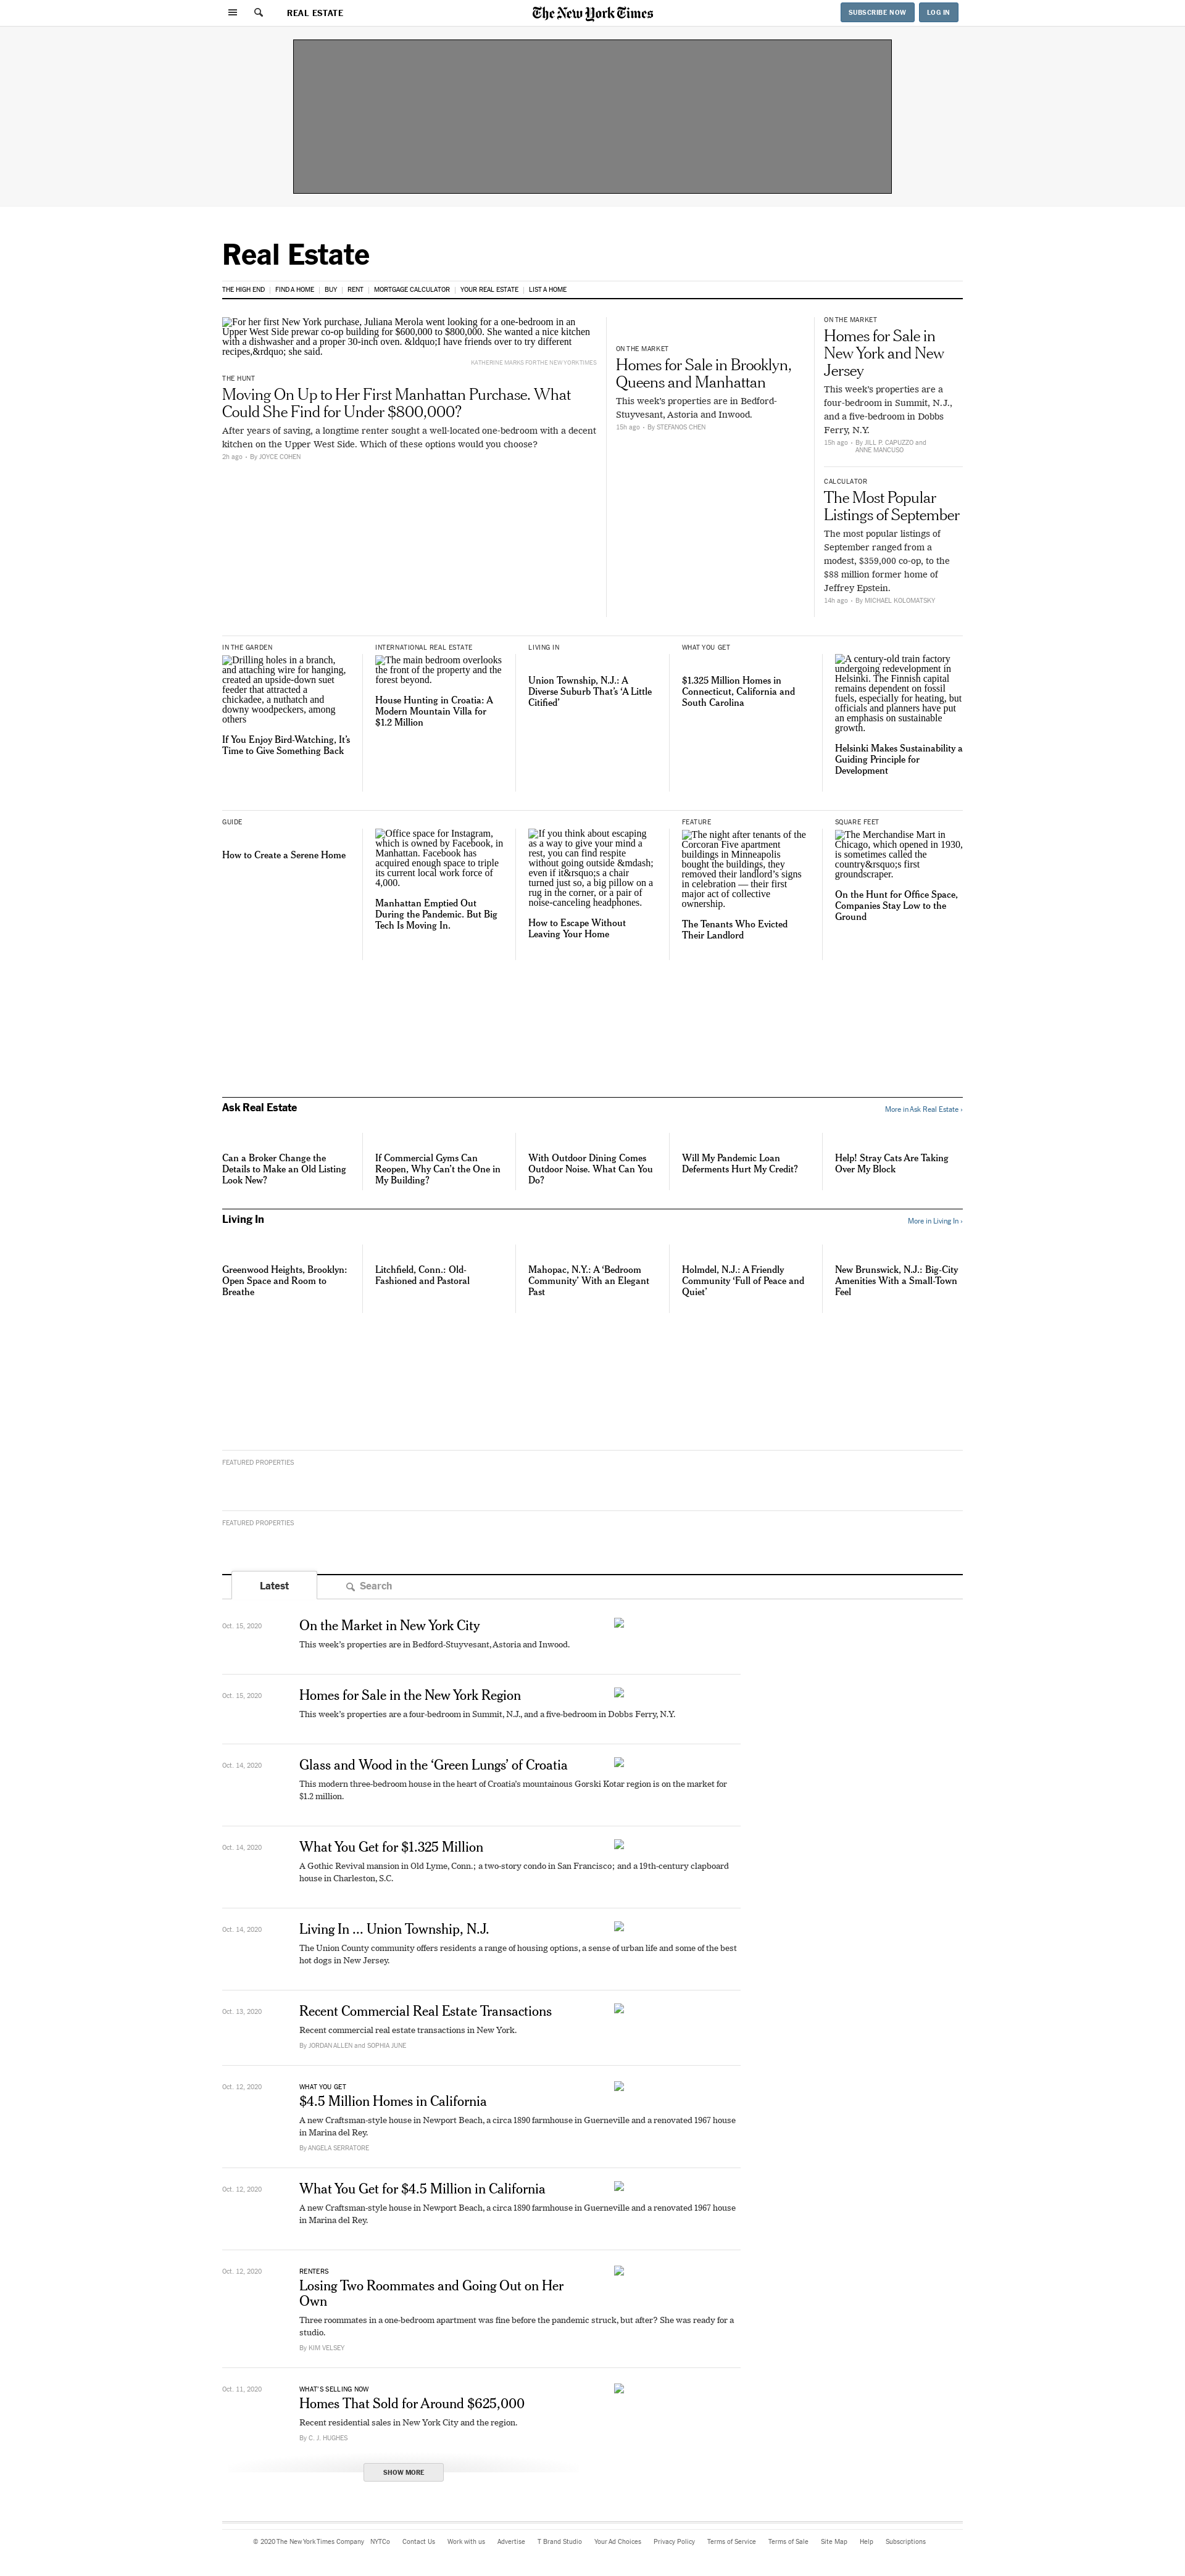 REAL ESTATE
The New York Times
SUBSCRIBE NOW
LOG IN
Real Estate
THE HIGH END | FIND A HOME | BUY | RENT | MORTGAGE CALCULATOR | YOUR REAL ESTATE | LIST A HOME
For her first New York purchase, Juliana Merola went looking for a one-bedroom in an
Upper West Side prewar co-op building for $600,000 to $800,000. She wanted a nice kitchen
with a dishwasher and a proper 30-inch oven. &ldquo;I have friends over to try different
recipes,&rdquo; she said.
KATHERINE MARKS FOR THE NEW YORK TIMES
THE HUNT
Moving On Up to Her First Manhattan Purchase. What
Could She Find for Under $800,000?
After years of saving, a longtime renter sought a well-located one-bedroom with a decent
kitchen on the Upper West Side. Which of these options would you choose?
2h ago • By JOYCE COHEN
ON THE MARKET
Homes for Sale in Brooklyn,
Queens and Manhattan
This week's properties are in Bedford-
Stuyvesant, Astoria and Inwood.
15h ago • By STEFANOS CHEN
ON THE MARKET
Homes for Sale in
New York and New
Jersey
This week's properties are a
four-bedroom in Summit, N.J.,
and a five-bedroom in Dobbs
Ferry, N.Y.
15h ago • By JILL P. CAPUZZO and
ANNE MANCUSO
CALCULATOR
The Most Popular
Listings of September
The most popular listings of
September ranged from a
modest, $359,000 co-op, to the
$88 million former home of
Jeffrey Epstein.
14h ago • By MICHAEL KOLOMATSKY
IN THE GARDEN
Drilling holes in a branch,
and attaching wire for hanging,
created an upside-down suet
feeder that attracted a
chickadee, a nuthatch and
downy woodpeckers, among
others
If You Enjoy Bird-Watching, It's
Time to Give Something Back
INTERNATIONAL REAL ESTATE
The main bedroom overlooks
the front of the property and the
forest beyond.
House Hunting in Croatia: A
Modern Mountain Villa for
$1.2 Million
LIVING IN
Union Township, N.J.: A
Diverse Suburb That's ‘A Little
Citified’
WHAT YOU GET
$1.325 Million Homes in
Connecticut, California and
South Carolina
A century-old train factory
undergoing redevelopment in
Helsinki. The Finnish capital
remains dependent on fossil
fuels, especially for heating, but
officials and planners have put
an emphasis on sustainable
growth.
Helsinki Makes Sustainability a
Guiding Principle for
Development
GUIDE
How to Create a Serene Home
Office space for Instagram,
which is owned by Facebook, in
Manhattan. Facebook has
acquired enough space to triple
its current local work force of
4,000.
Manhattan Emptied Out
During the Pandemic. But Big
Tech Is Moving In.
If you think about escaping
as a way to give your mind a
rest, you can find respite
without going outside &mdash;
even if it&rsquo;s a chair
turned just so, a big pillow on a
rug in the corner, or a pair of
noise-canceling headphones.
How to Escape Without
Leaving Your Home
FEATURE
The night after tenants of the
Corcoran Five apartment
buildings in Minneapolis
bought the buildings, they
removed their landlord's signs
in celebration — their first
major act of collective
ownership.
The Tenants Who Evicted
Their Landlord
SQUARE FEET
The Merchandise Mart in
Chicago, which opened in 1930,
is sometimes called the
country&rsquo;s first
groundscraper.
On the Hunt for Office Space,
Companies Stay Low to the
Ground
Ask Real Estate
More in Ask Real Estate ›
Can a Broker Change the
Details to Make an Old Listing
Look New?
If Commercial Gyms Can
Reopen, Why Can't the One in
My Building?
With Outdoor Dining Comes
Outdoor Noise. What Can You
Do?
Will My Pandemic Loan
Deferments Hurt My Credit?
Help! Stray Cats Are Taking
Over My Block
Living In
More in Living In ›
Greenwood Heights, Brooklyn:
Open Space and Room to
Breathe
Litchfield, Conn.: Old-
Fashioned and Pastoral
Mahopac, N.Y.: A ‘Bedroom
Community’ With an Elegant
Past
Holmdel, N.J.: A Friendly
Community ‘Full of Peace and
Quiet’
New Brunswick, N.J.: Big-City
Amenities With a Small-Town
Feel
FEATURED PROPERTIES
FEATURED PROPERTIES
Latest
Search
Oct. 15, 2020
On the Market in New York City
This week's properties are in Bedford-Stuyvesant, Astoria and Inwood.
Oct. 15, 2020
Homes for Sale in the New York Region
This week's properties are a four-bedroom in Summit, N.J., and a five-bedroom in Dobbs Ferry, N.Y.
Oct. 14, 2020
Glass and Wood in the ‘Green Lungs’ of Croatia
This modern three-bedroom house in the heart of Croatia's mountainous Gorski Kotar region is on the market for
$1.2 million.
Oct. 14, 2020
What You Get for $1.325 Million
A Gothic Revival mansion in Old Lyme, Conn.; a two-story condo in San Francisco; and a 19th-century clapboard
house in Charleston, S.C.
Oct. 14, 2020
Living In ... Union Township, N.J.
The Union County community offers residents a range of housing options, a sense of urban life and some of the best
hot dogs in New Jersey.
Oct. 13, 2020
Recent Commercial Real Estate Transactions
Recent commercial real estate transactions in New York.
By JORDAN ALLEN and SOPHIA JUNE
Oct. 12, 2020
WHAT YOU GET
$4.5 Million Homes in California
A new Craftsman-style house in Newport Beach, a circa 1890 farmhouse in Guerneville and a renovated 1967 house
in Marina del Rey.
By ANGELA SERRATORE
Oct. 12, 2020
What You Get for $4.5 Million in California
A new Craftsman-style house in Newport Beach, a circa 1890 farmhouse in Guerneville and a renovated 1967 house
in Marina del Rey.
Oct. 12, 2020
RENTERS
Losing Two Roommates and Going Out on Her
Own
Three roommates in a one-bedroom apartment was fine before the pandemic struck, but after? She was ready for a
studio.
By KIM VELSEY
Oct. 11, 2020
WHAT'S SELLING NOW
Homes That Sold for Around $625,000
Recent residential sales in New York City and the region.
By C. J. HUGHES
SHOW MORE
© 2020 The New York Times Company NYTCo Contact Us Work with us Advertise T Brand Studio Your Ad Choices Privacy Policy Terms of Service Terms of Sale Site Map Help Subscriptions